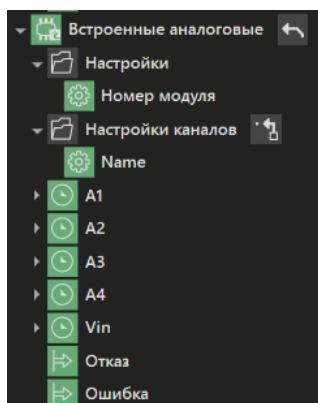 Встроенные аналоговые
Настройки
Номер модуля
Настройки каналов
Name
A1
A2
A3
A4
Vin
Отказ
Ошибка